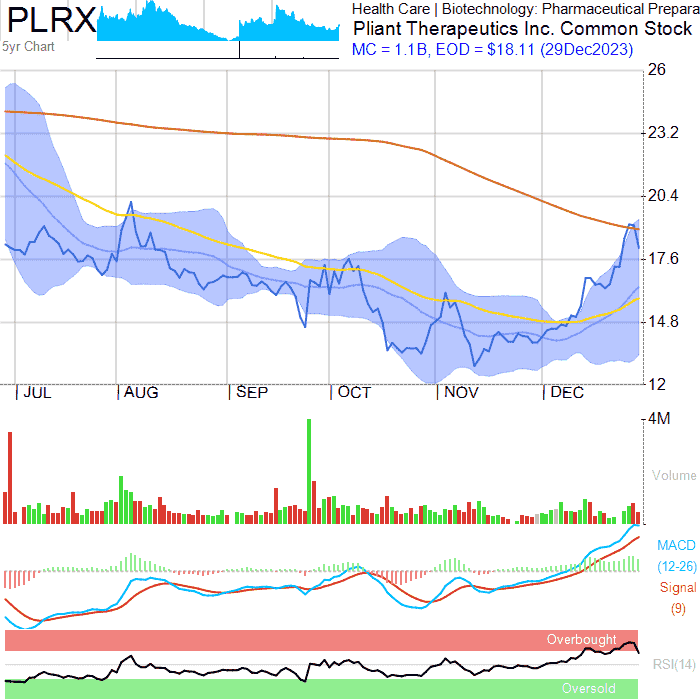 PLRX
Health Care | Biotechnology: Pharmaceutical Prepara
Pliant Therapeutics Inc. Common Stock
5yr Chart
MC = 1.1B, EOD = $18.11 (29Dec2023)
26
23.2
20.4
17.6
14.8
12
JUL AUG SEP OCT NOV DEC
4M
Volume
MACD
(12-26)
Signal
(9)
Overbought
RSI(14)
Oversold